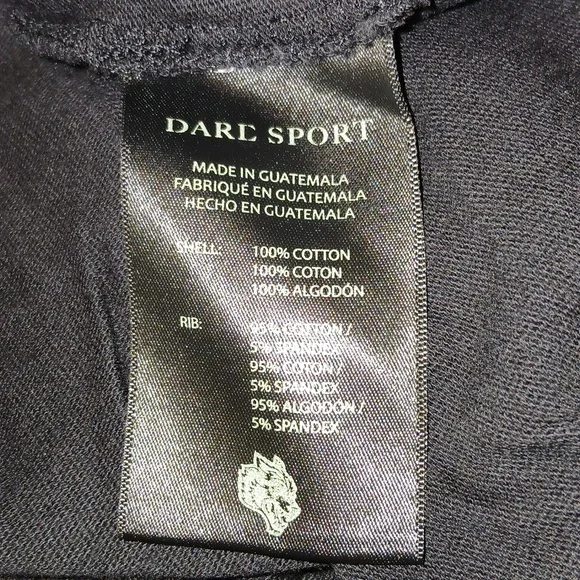 DARC SPORT
MADE IN GUATEMALA
FABRIQUÉ EN GUATEMALA
HECHO EN GUATEMALA
SHELL: 100% COTTON
100% COTON
100% ALGODÓN
RIB: 95% COTTON /
5% SPANDEX
95% COTON /
5% SPANDEX
95% ALGODÓN /
5% SPANDEX